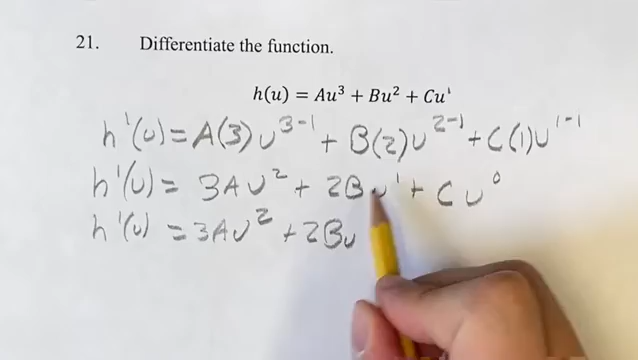 21. Differentiate the function.
h(u) = Au³ + Bu² + Cu¹
h'(u) = A(3)u³⁻¹ + B(2)u²⁻¹ + C(1)u¹⁻¹
h'(u) = 3Au² + 2Bu¹ + Cu⁰
h'(u) = 3Au² + 2Bu